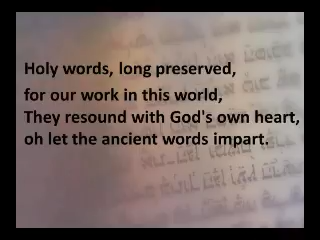 Holy words, long preserved,
for our work in this world,
They resound with God's own heart,
oh let the ancient words impart.